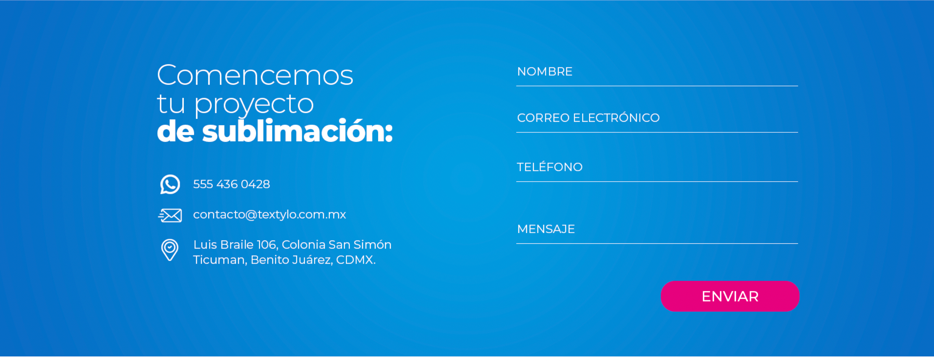 Comencemos
tu proyecto
de sublimación:
555 436 0428
contacto@textylo.com.mx
Luis Braile 106, Colonia San Simón
Ticuman, Benito Juárez, CDMX.
NOMBRE
CORREO ELECTRÓNICO
TELÉFONO
MENSAJE
ENVIAR